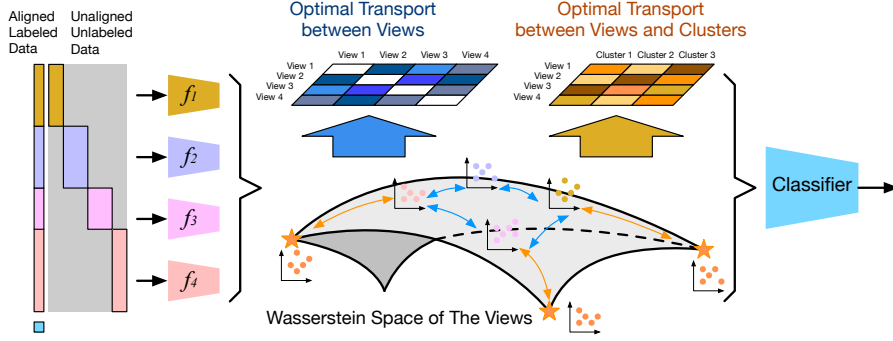 Aligned
Labeled
Data
Unaligned
Unlabeled
Data
f1
f2
f3
f4
Optimal Transport
between Views
View 1 View 2 View 3 View 4
View 1
View 2
View 3
View 4
Optimal Transport
between Views and Clusters
Cluster 1 Cluster 2 Cluster 3
View 1
View 2
View 3
View 4
Wasserstein Space of The Views
Classifier